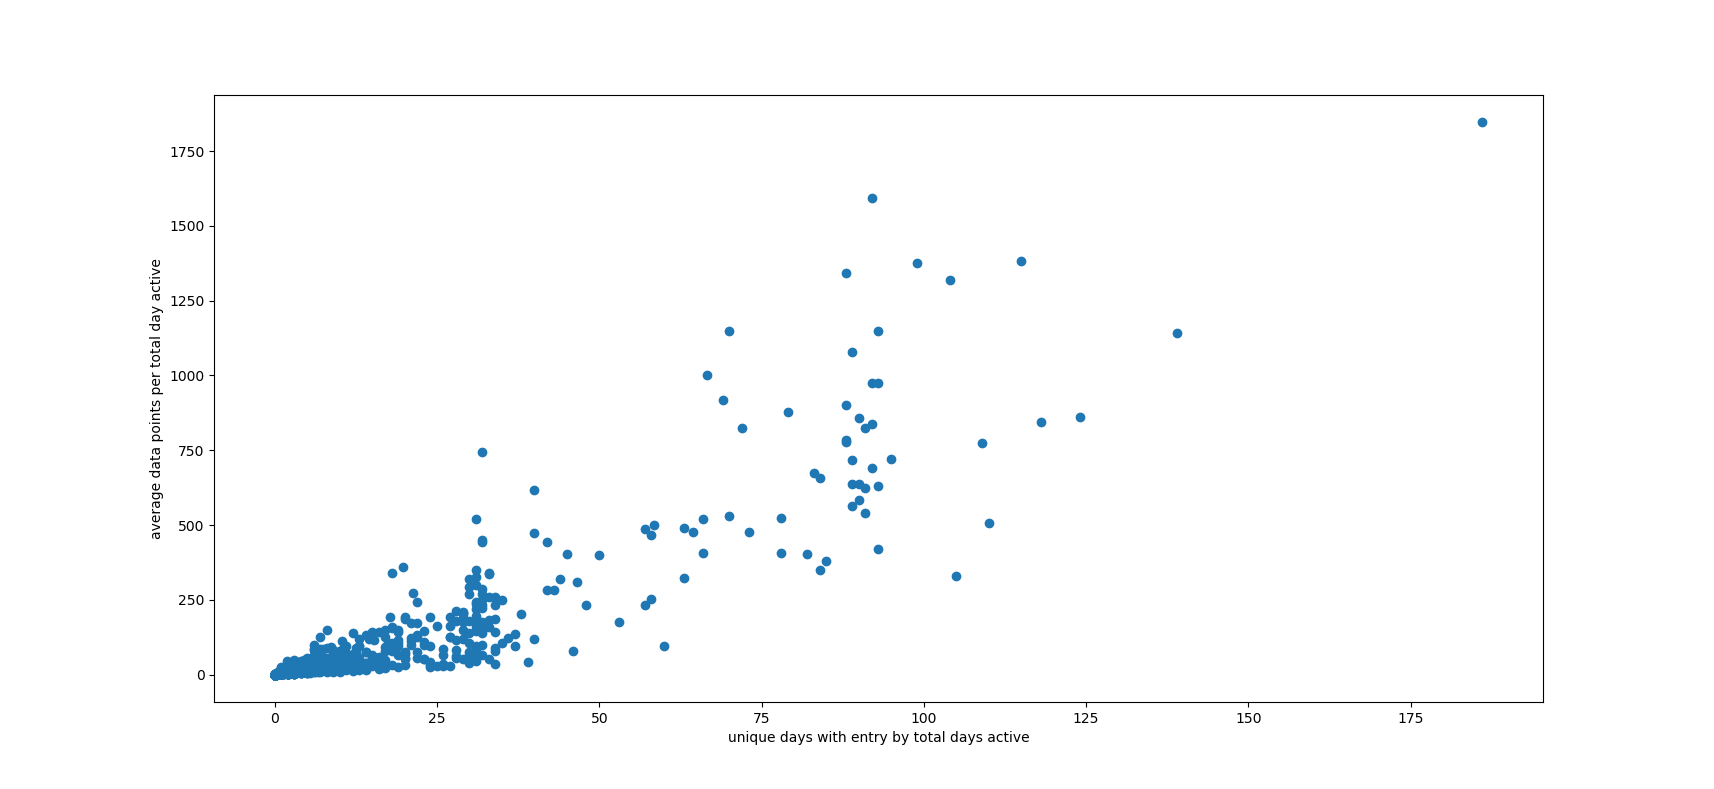 1750
1500
1250
1000
750
500
250
0
average data points per total day active
0 25 50 75 100 125 150 175
unique days with entry by total days active